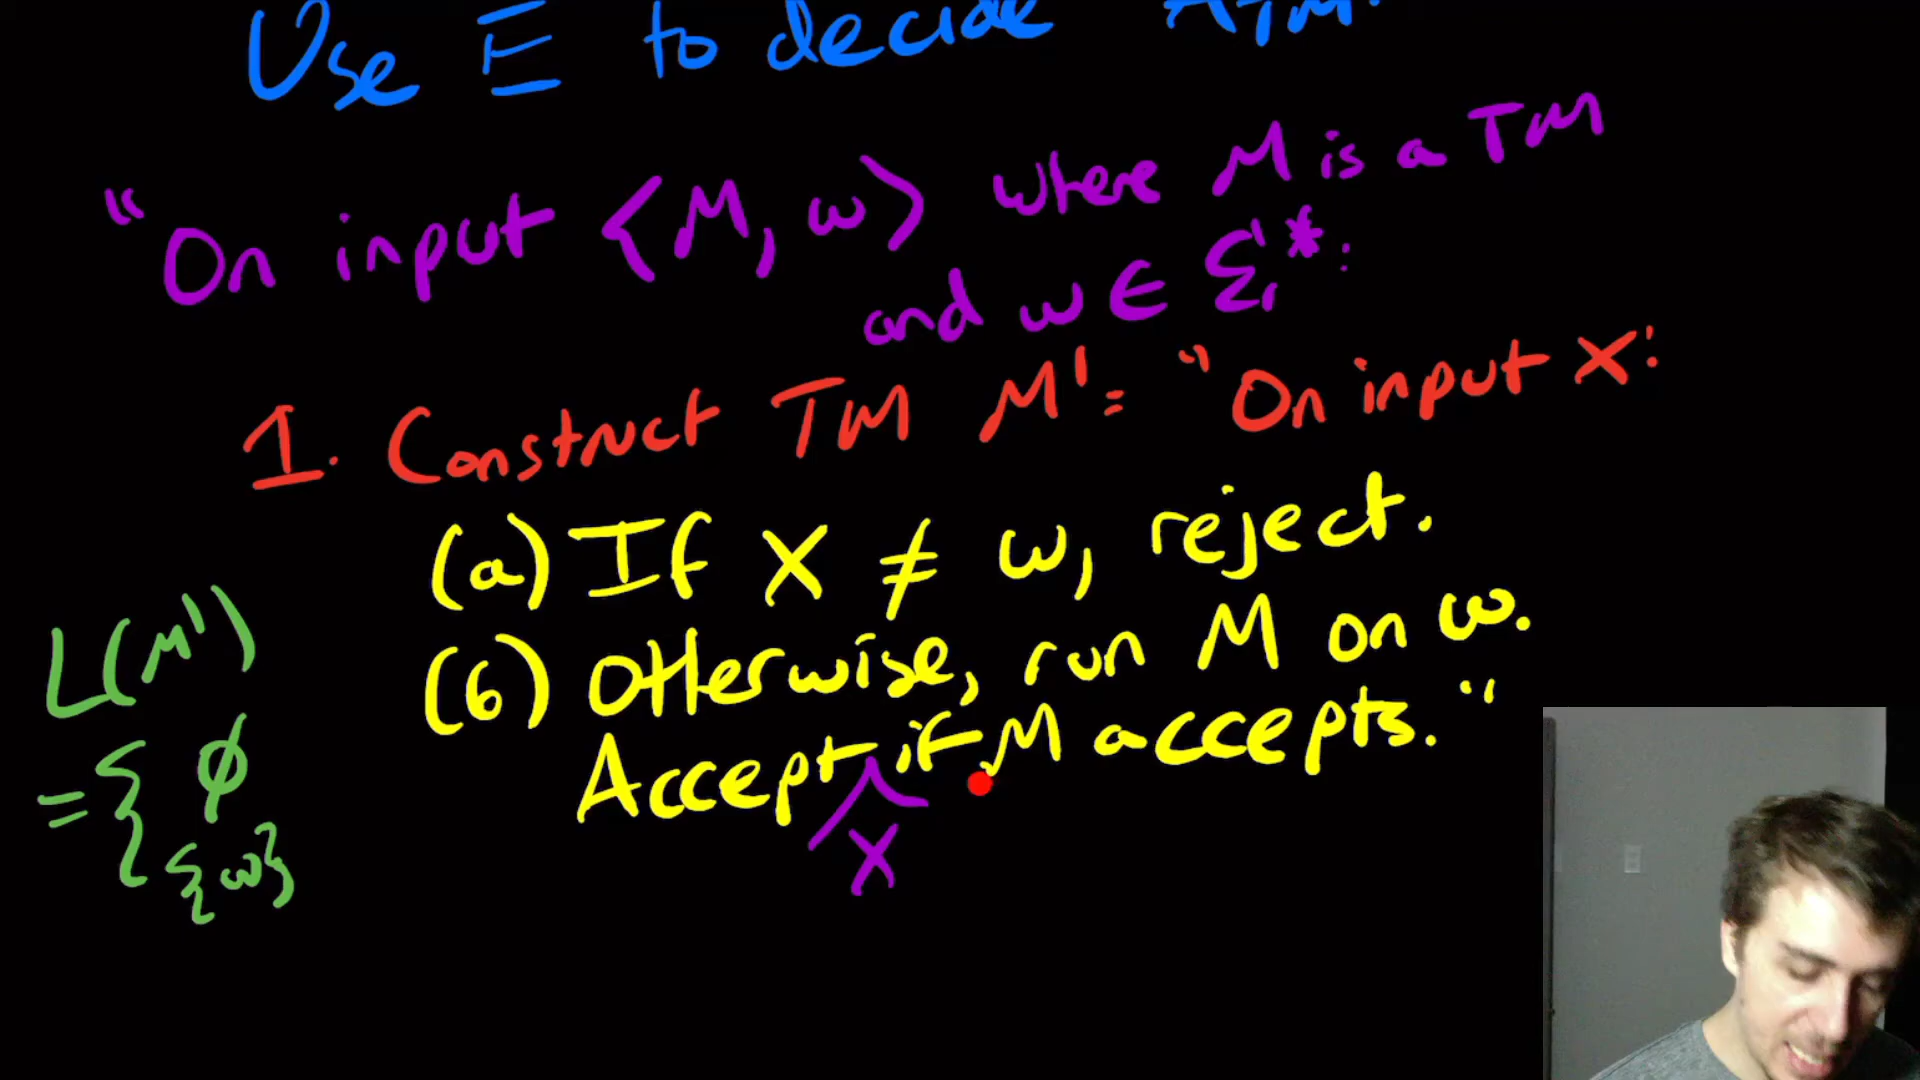 Use E to decide ATM.
"On input ⟨M, w⟩ where M is a TM
and w ∈ Σ*:
1. Construct TM M' = "On input x:
(a) If x ≠ w, reject.
(b) Otherwise, run M on w.
Accept x if M accepts."
L(M')
= { ∅
{w}